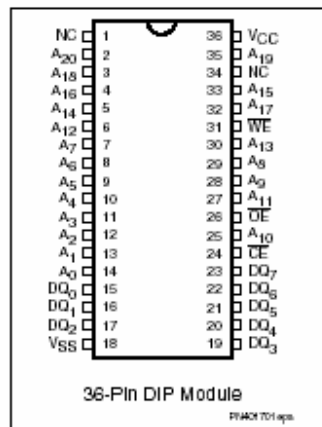 NC 1 36 VCC
A20 2 35 A19
A18 3 34 NC
A16 4 33 A15
A14 5 32 A17
A12 6 31 WE
A7 7 30 A13
A6 8 29 A8
A5 9 28 A9
A4 10 27 A11
A3 11 26 OE
A2 12 25 A10
A1 13 24 CE
A0 14 23 DQ7
DQ0 15 22 DQ6
DQ1 16 21 DQ5
DQ2 17 20 DQ4
VSS 18 19 DQ3
36-Pin DIP Module